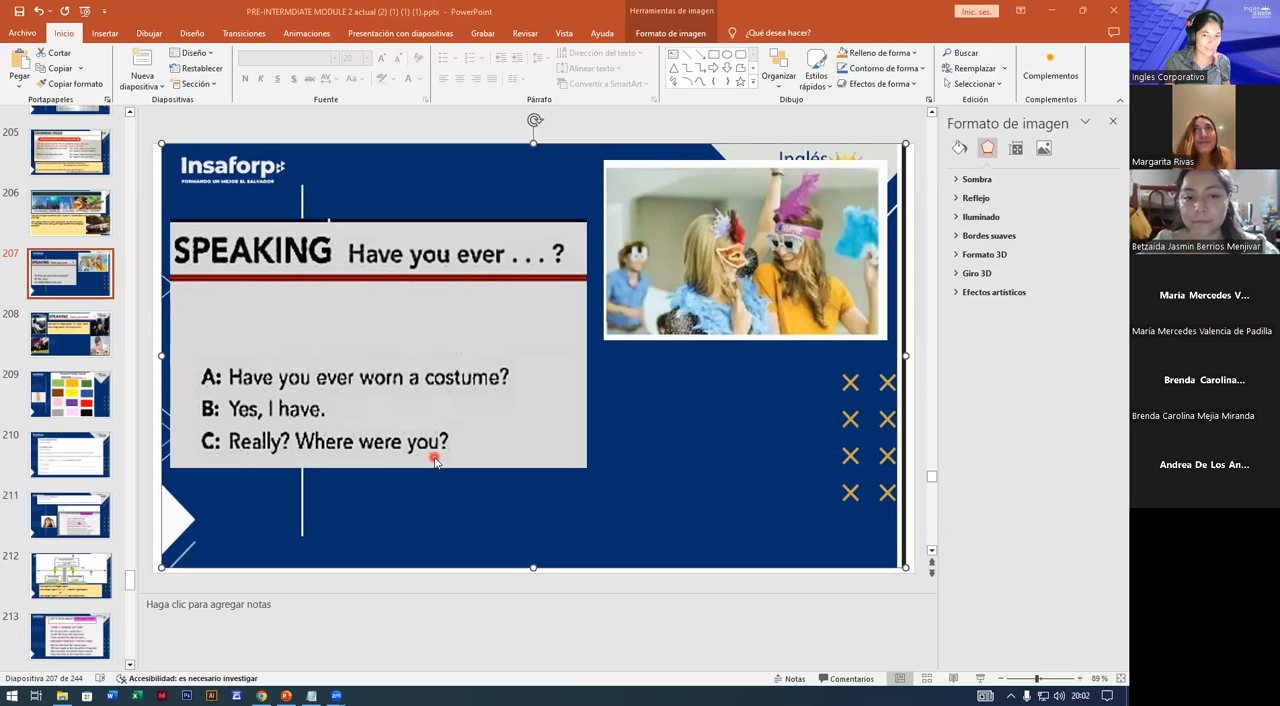 PRE-INTERMDIATE MODULE 2 actual (2) (1) (1) (1).pptx - PowerPoint
Herramientas de imagen
Inic. ses.
Archivo Inicio Insertar Dibujar Diseño Transiciones Animaciones Presentación con diapositivas Grabar Revisar Vista Ayuda Formato de imagen ¿Qué desea hacer?
Pegar
Cortar
Copiar
Copiar formato
Portapapeles
Nueva
diapositiva
Diseño
Restablecer
Sección
Diapositivas
20
N K S S
Fuente
Dirección del texto
Alinear texto
Convertir a SmartArt
Párrafo
Organizar
Estilos
rápidos
Relleno de forma
Contorno de forma
Efectos de forma
Dibujo
Buscar
Reemplazar
Seleccionar
Edición
Complementos
Complementos
205
206
207
208
209
210
211
212
213
Insaforp
FORMANDO UN MEJOR EL SALVADOR
Inglés
SPEAKING Have you ever . . . ?
A: Have you ever worn a costume?
B: Yes, I have.
C: Really? Where were you?
Haga clic para agregar notas
Formato de imagen
Sombra
Reflejo
Iluminado
Bordes suaves
Formato 3D
Giro 3D
Efectos artísticos
Ingles Corporativo
Margarita Rivas
Betzaida Jasmin Berrios Menjivar
Maria Mercedes V...
María Mercedes Valencia de Padilla
Brenda Carolina...
Brenda Carolina Mejia Miranda
Andrea De Los An...
Diapositiva 207 de 244
Accesibilidad: es necesario investigar
Notas
Comentarios
89 %
20:02